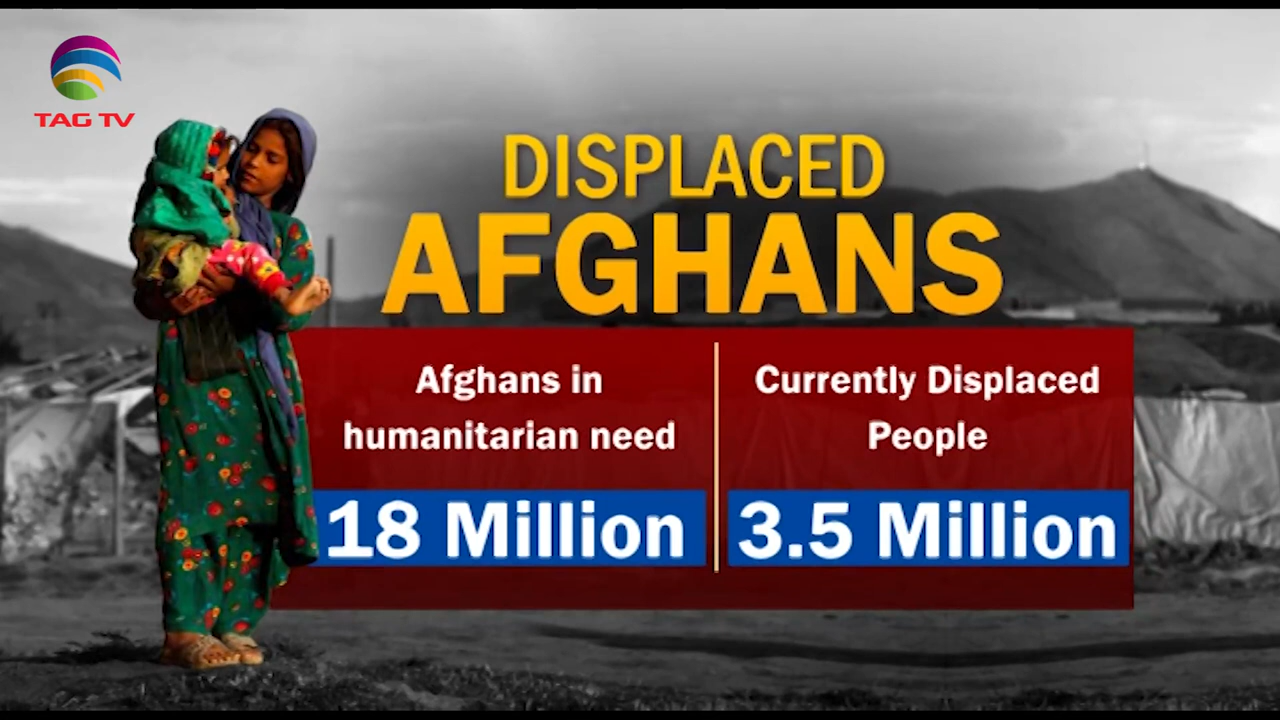 TAG TV
DISPLACED
AFGHANS
Afghans in
humanitarian need
18 Million
Currently Displaced
People
3.5 Million